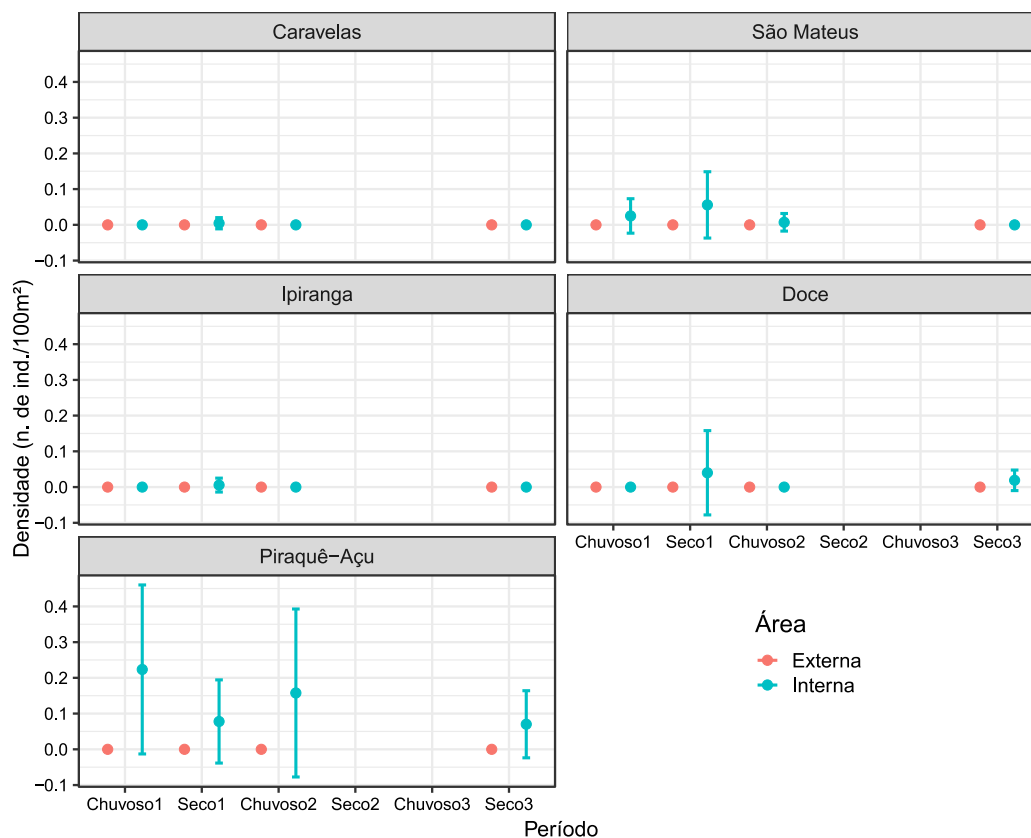 Caravelas
São Mateus
0.4
0.3
0.2
0.1
0.0
−0.1
Ipiranga
Doce
0.4
0.3
0.2
0.1
0.0
−0.1
Chuvoso1 Seco1 Chuvoso2 Seco2 Chuvoso3 Seco3
Piraquê−Açu
0.4
0.3
0.2
0.1
0.0
−0.1
Chuvoso1 Seco1 Chuvoso2 Seco2 Chuvoso3 Seco3
Densidade (n. de ind./100m²)
Período
Área
Externa
Interna